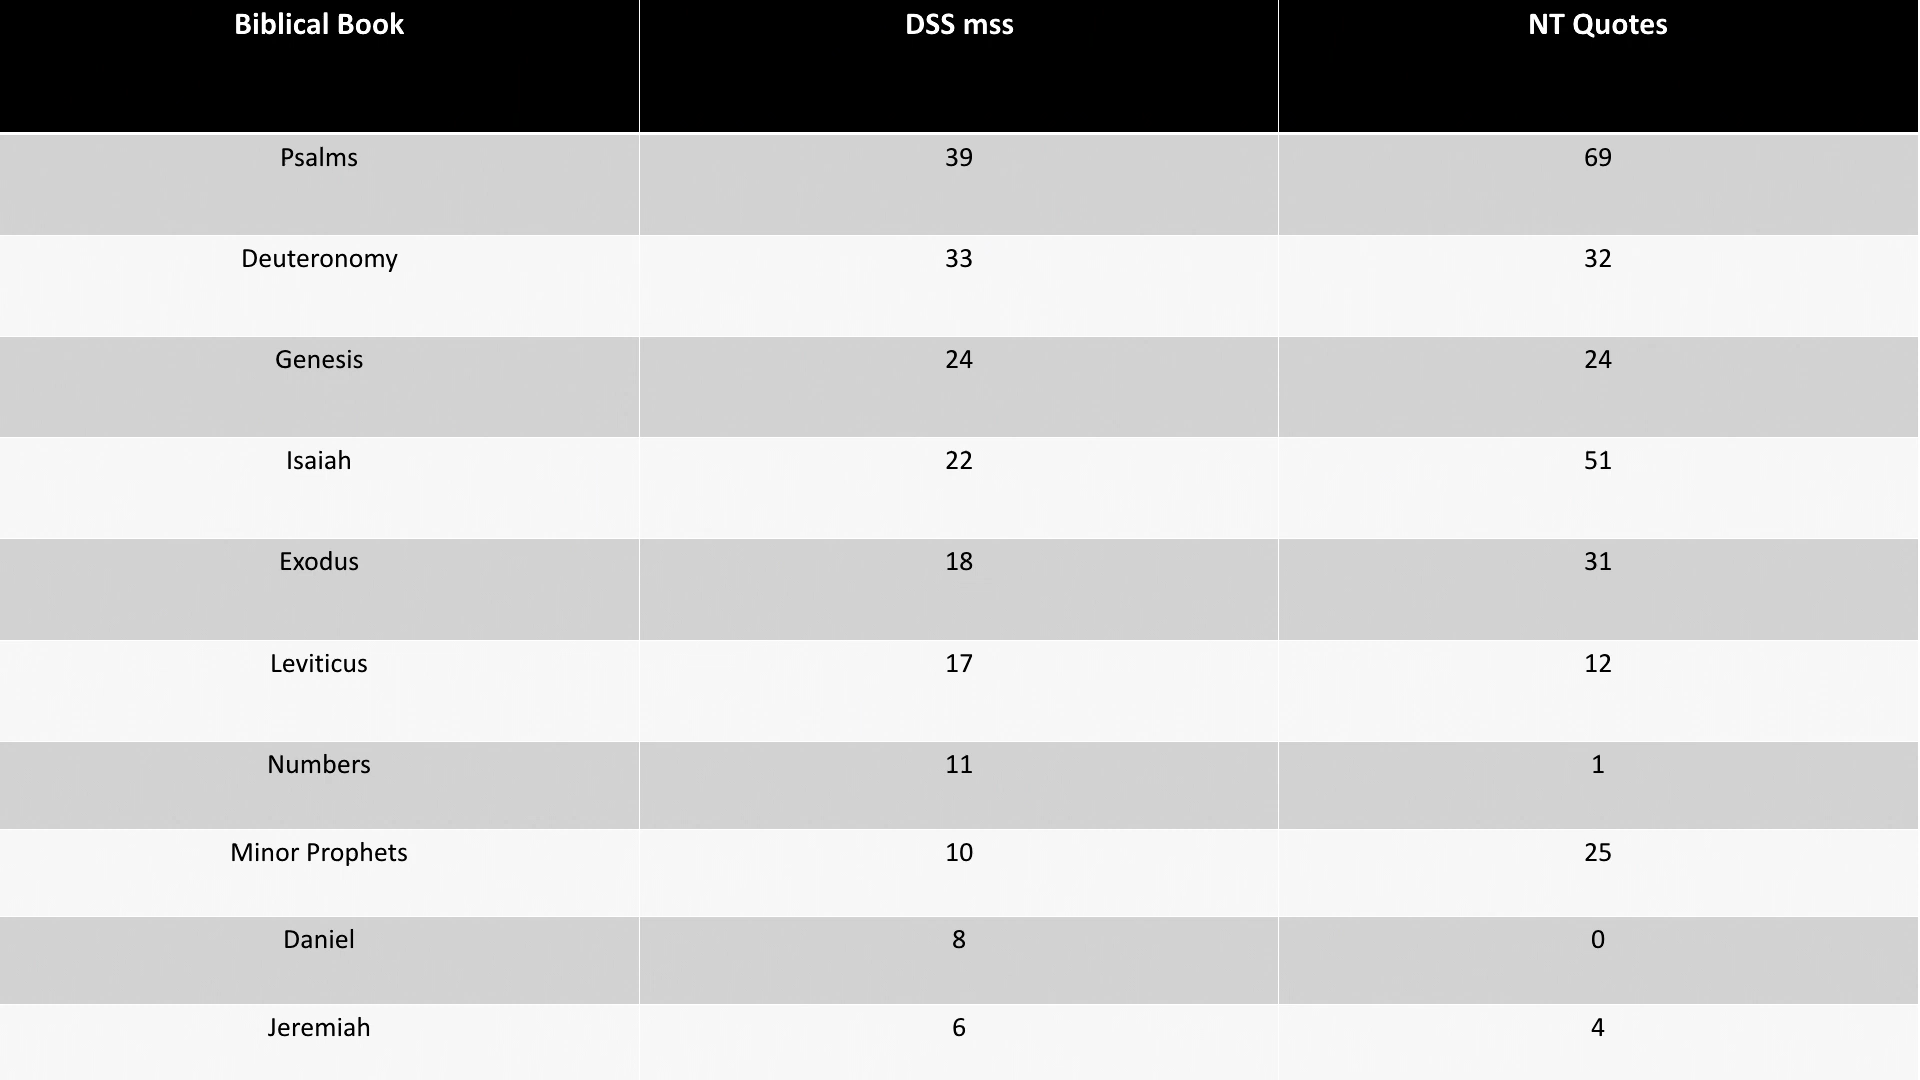 Biblical Book DSS mss NT Quotes
Psalms 39 69
Deuteronomy 33 32
Genesis 24 24
Isaiah 22 51
Exodus 18 31
Leviticus 17 12
Numbers 11 1
Minor Prophets 10 25
Daniel 8 0
Jeremiah 6 4